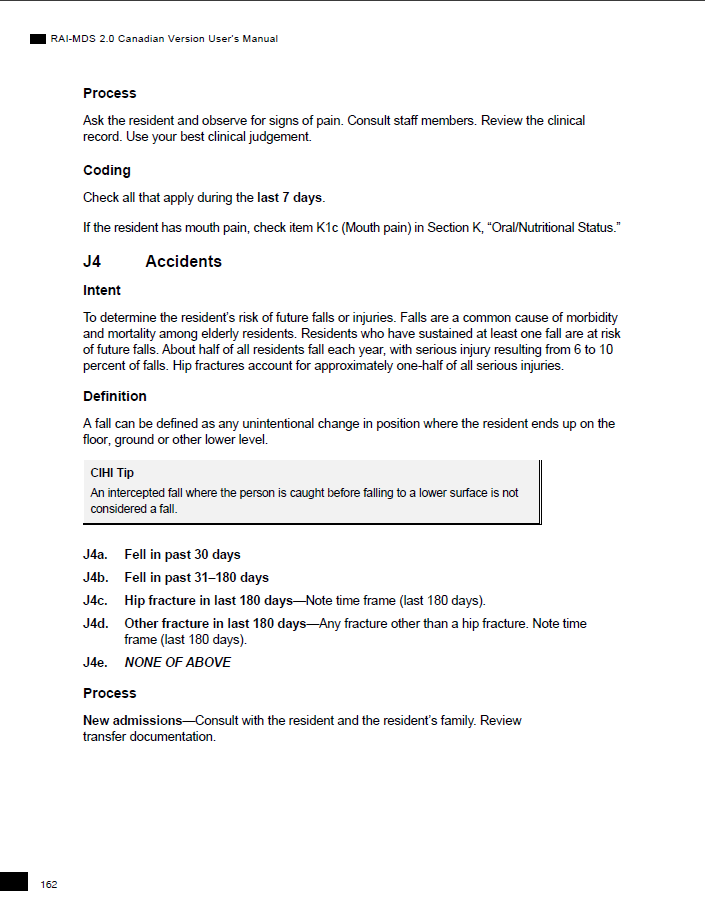 RAI-MDS 2.0 Canadian Version User's Manual
Process
Ask the resident and observe for signs of pain. Consult staff members. Review the clinical
record. Use your best clinical judgement.
Coding
Check all that apply during the last 7 days.
If the resident has mouth pain, check item K1c (Mouth pain) in Section K, “Oral/Nutritional Status.”
J4 Accidents
Intent
To determine the resident's risk of future falls or injuries. Falls are a common cause of morbidity
and mortality among elderly residents. Residents who have sustained at least one fall are at risk
of future falls. About half of all residents fall each year, with serious injury resulting from 6 to 10
percent of falls. Hip fractures account for approximately one-half of all serious injuries.
Definition
A fall can be defined as any unintentional change in position where the resident ends up on the
floor, ground or other lower level.
CIHI Tip
An intercepted fall where the person is caught before falling to a lower surface is not
considered a fall.
J4a. Fell in past 30 days
J4b. Fell in past 31–180 days
J4c. Hip fracture in last 180 days—Note time frame (last 180 days).
J4d. Other fracture in last 180 days—Any fracture other than a hip fracture. Note time
frame (last 180 days).
J4e. NONE OF ABOVE
Process
New admissions—Consult with the resident and the resident's family. Review
transfer documentation.
162